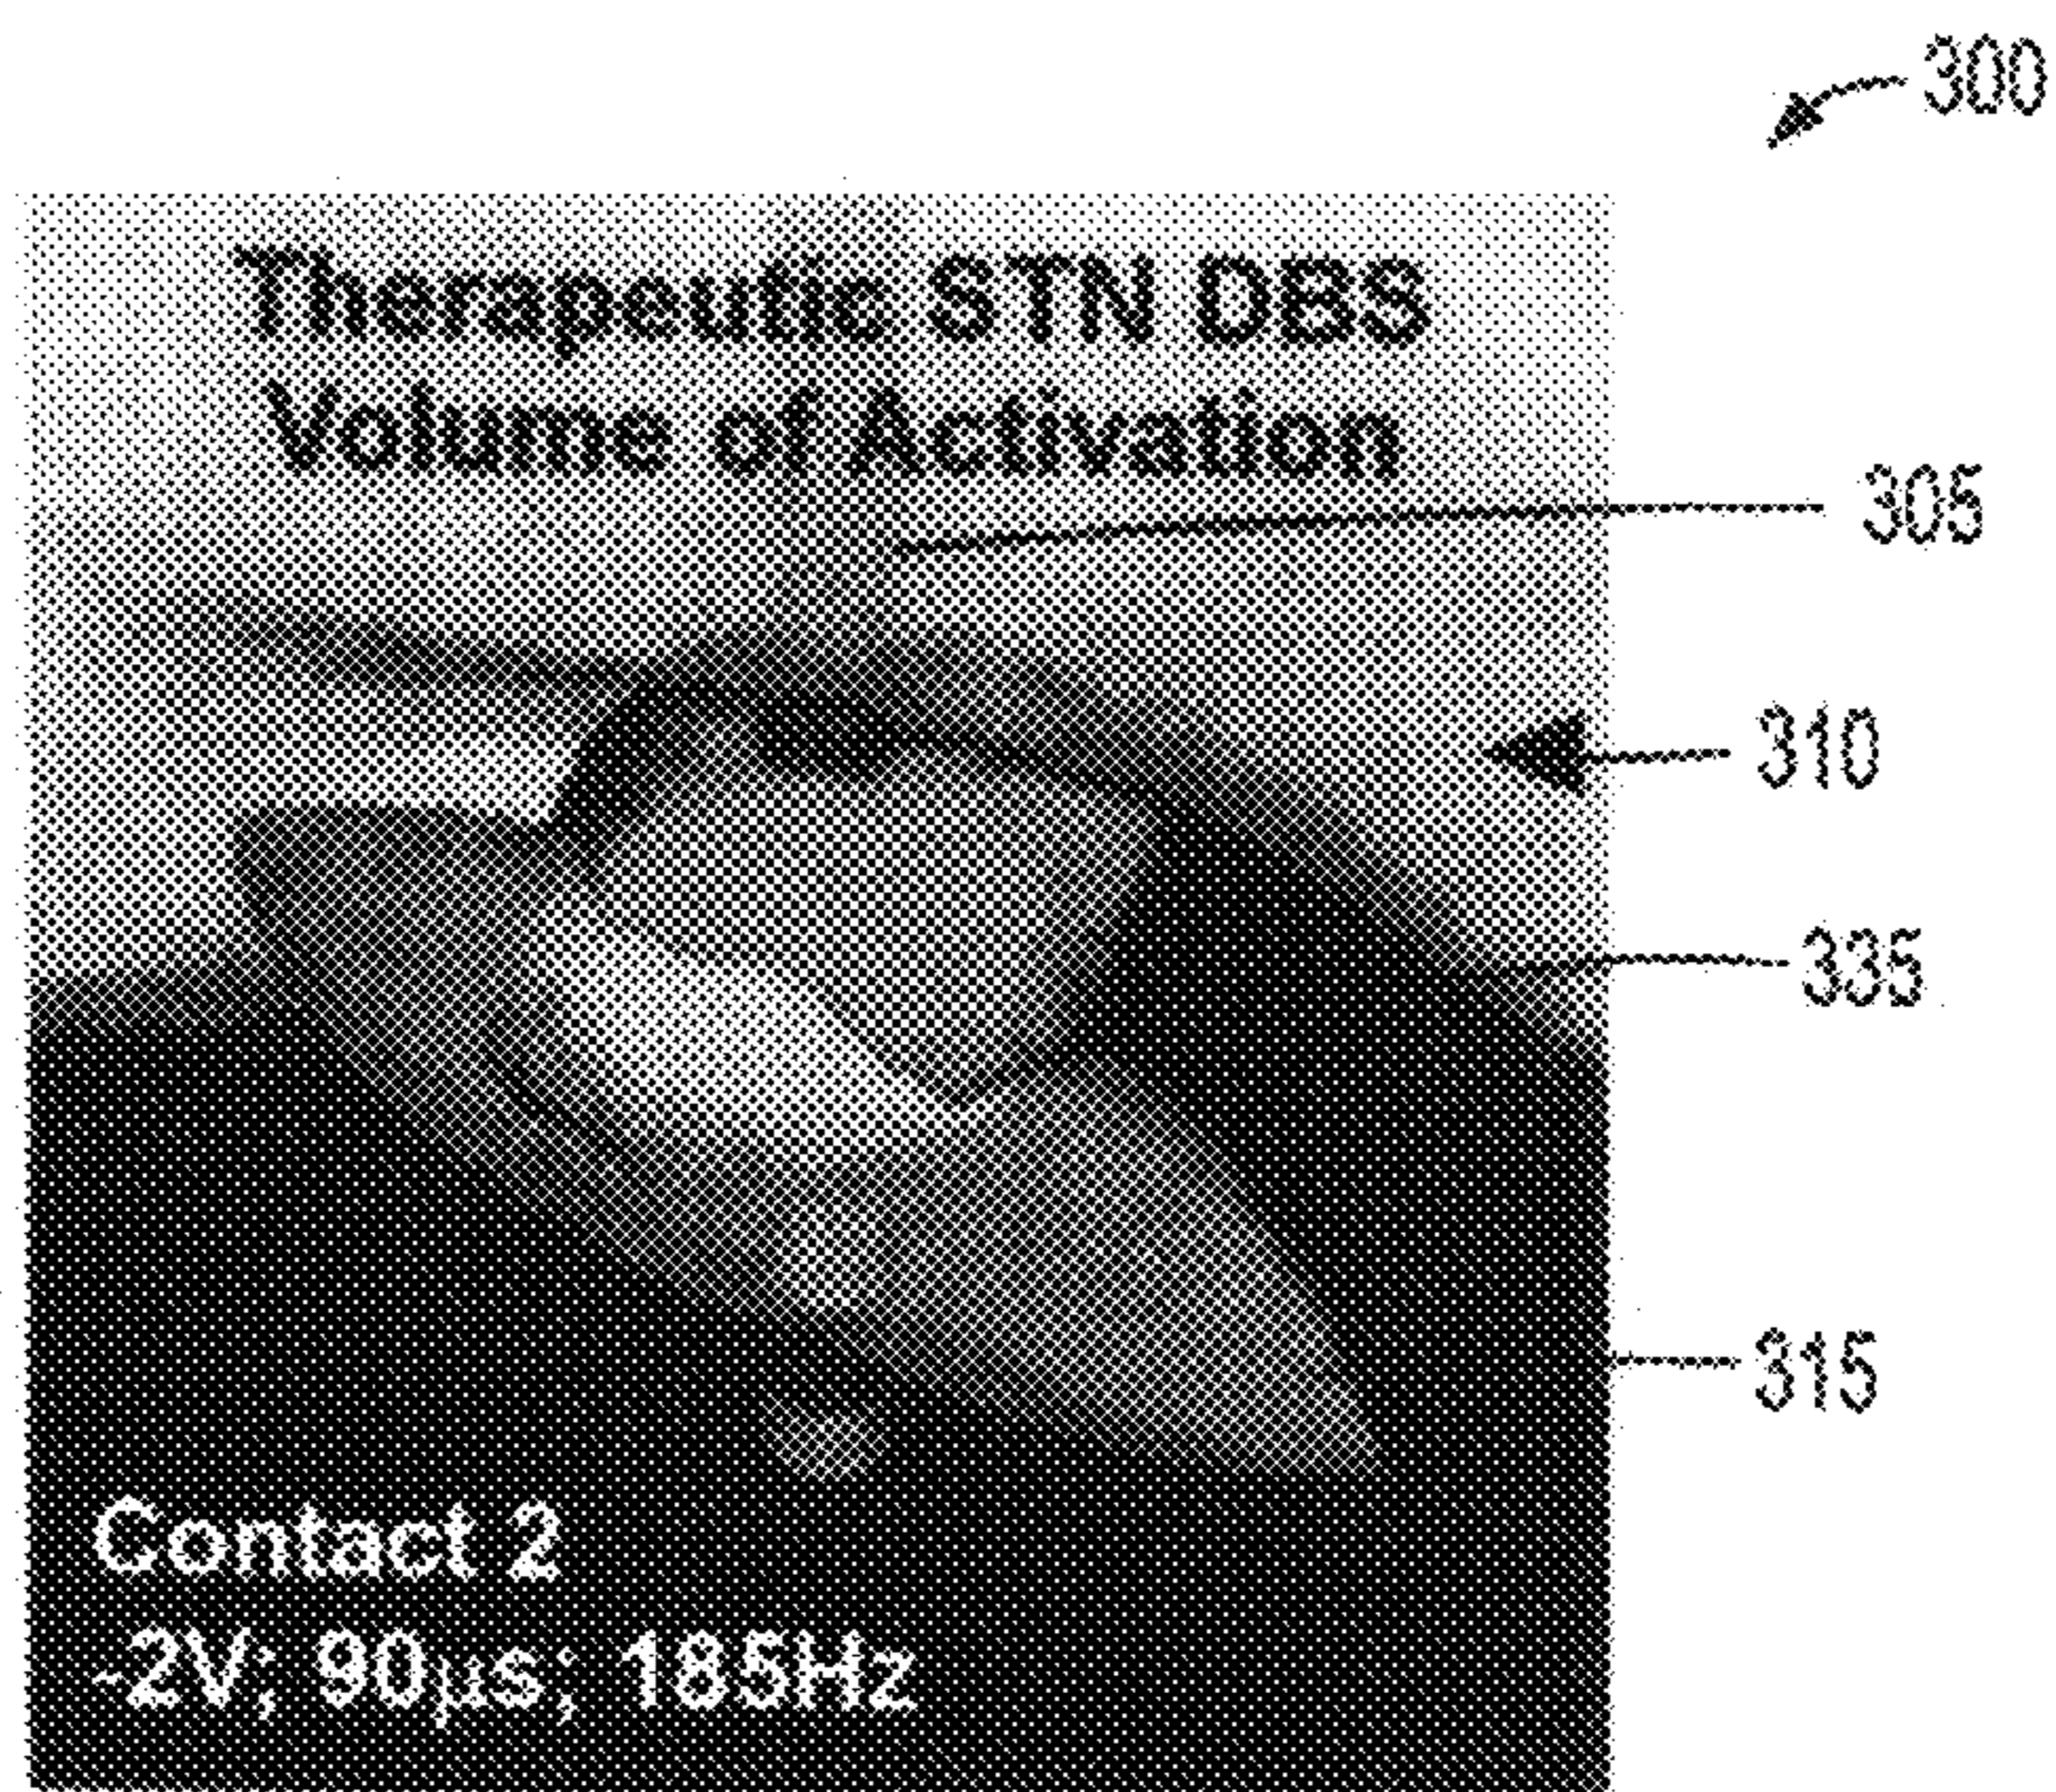 300
Therapeutic STN DBS
Volume of Activation
305
310
335
315
Contact 2
-2V; 90μs; 185Hz